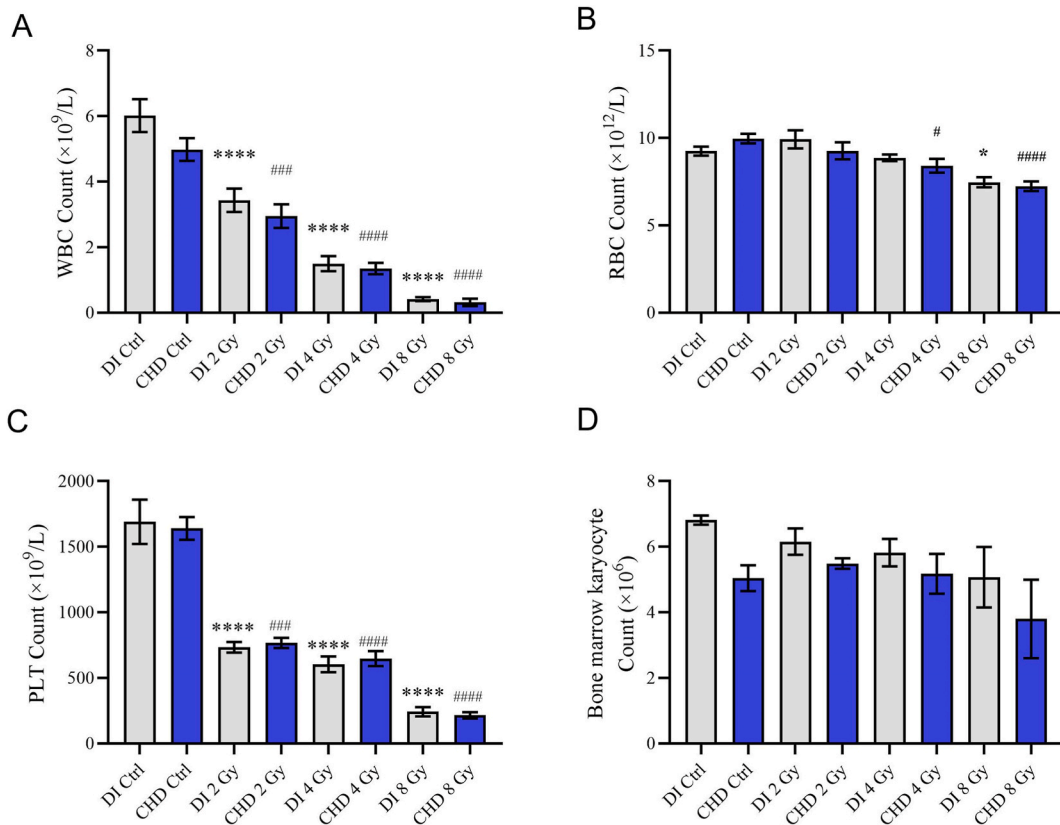 A
WBC Count (×10⁹/L)
8
6
4
2
0
****
###
****
####
****
####
DI Ctrl
CHD Ctrl
DI 2 Gy
CHD 2 Gy
DI 4 Gy
CHD 4 Gy
DI 8 Gy
CHD 8 Gy
B
RBC Count (×10¹²/L)
15
10
5
0
#
*
####
DI Ctrl
CHD Ctrl
DI 2 Gy
CHD 2 Gy
DI 4 Gy
CHD 4 Gy
DI 8 Gy
CHD 8 Gy
C
PLT Count (×10⁹/L)
2000
1500
1000
500
0
****
###
****
####
****
####
DI Ctrl
CHD Ctrl
DI 2 Gy
CHD 2 Gy
DI 4 Gy
CHD 4 Gy
DI 8 Gy
CHD 8 Gy
D
Bone marrow karyocyte
Count (×10⁶)
8
6
4
2
0
DI Ctrl
CHD Ctrl
DI 2 Gy
CHD 2 Gy
DI 4 Gy
CHD 4 Gy
DI 8 Gy
CHD 8 Gy